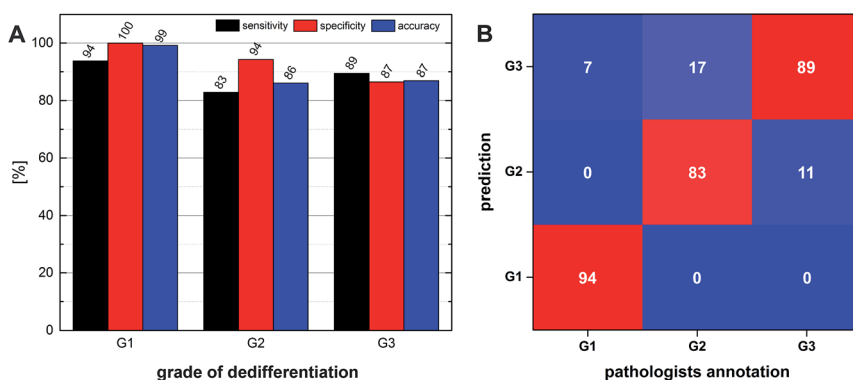 A
sensitivity specificity accuracy
100
80
60
40
20
0
[%]
94 100 99
83 94 86
89 87 87
G1 G2 G3
grade of dedifferentiation
B
prediction
G3 7 17 89
G2 0 83 11
G1 94 0 0
G1 G2 G3
pathologists annotation